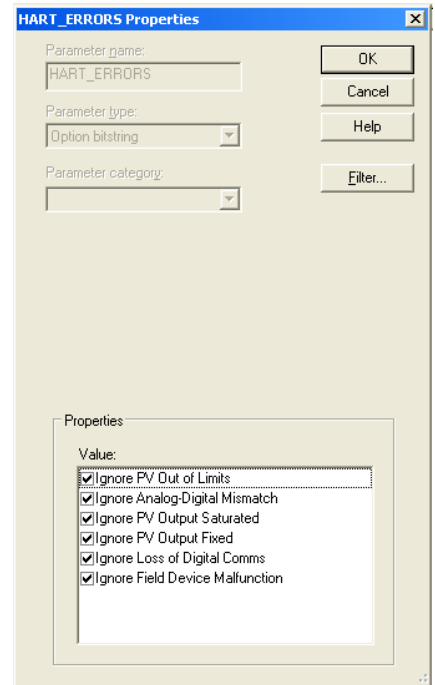 HART_ERRORS Properties
Parameter name:
HART_ERRORS
Parameter type:
Option bitstring
Parameter category:
OK
Cancel
Help
Filter...
Properties
Value:
Ignore PV Out of Limits
Ignore Analog-Digital Mismatch
Ignore PV Output Saturated
Ignore PV Output Fixed
Ignore Loss of Digital Comms
Ignore Field Device Malfunction